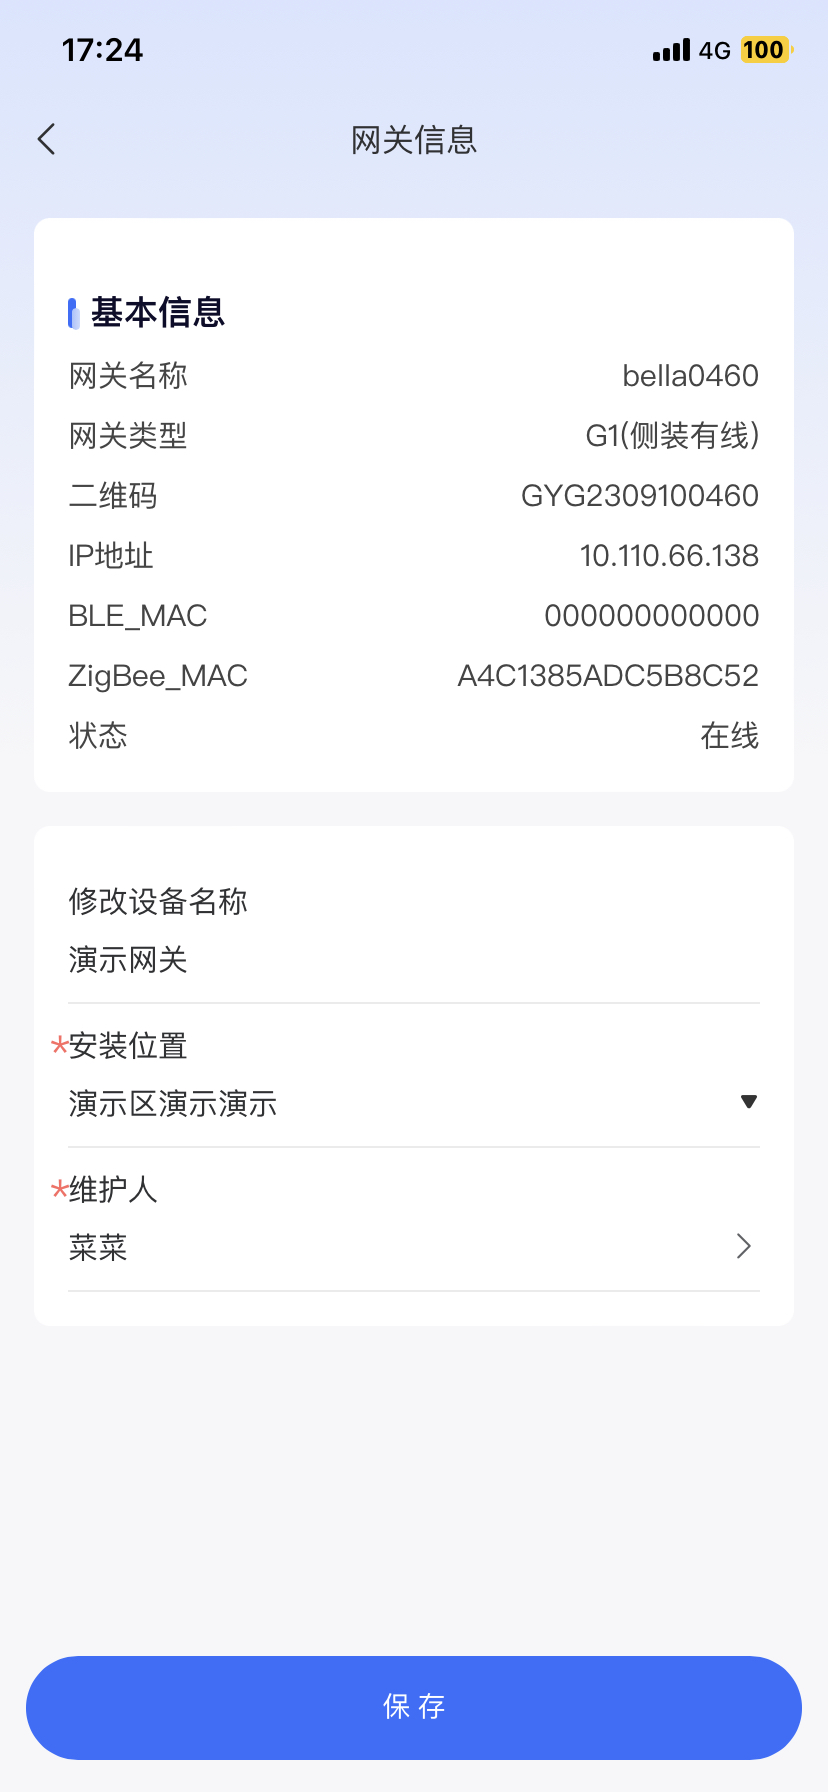 17:24
4G 100
网关信息
基本信息
网关名称 bella0460
网关类型 G1(侧装有线)
二维码 GYG2309100460
IP地址 10.110.66.138
BLE_MAC 000000000000
ZigBee_MAC A4C1385ADC5B8C52
状态 在线
修改设备名称
演示网关
*安装位置
演示区演示演示
*维护人
菜菜
保存